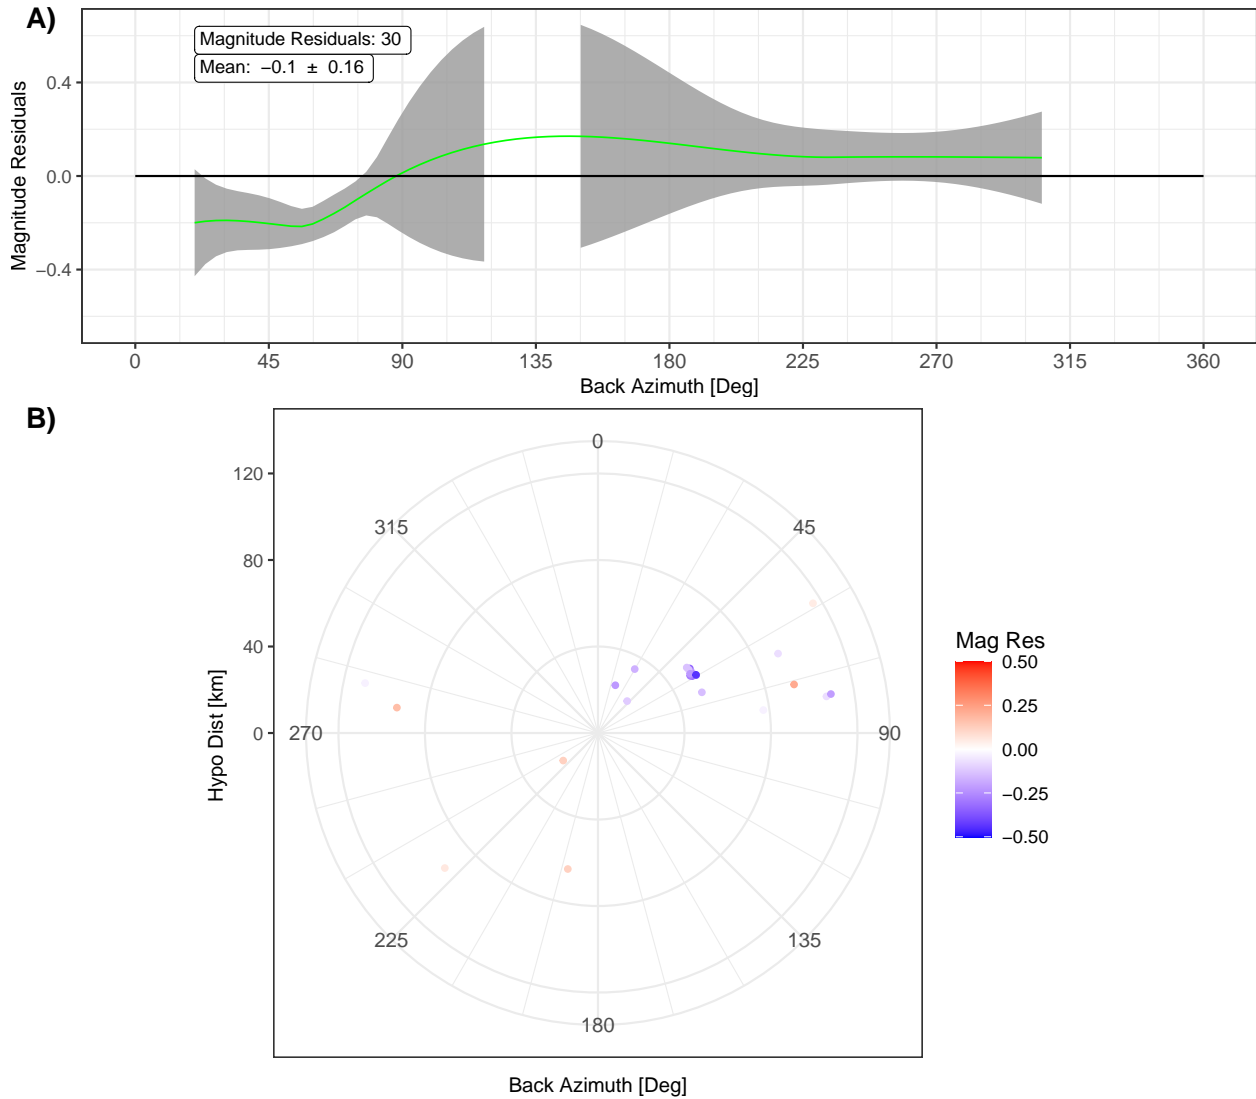 A)
Magnitude Residuals: 30
Mean:  −0.1  ±  0.16
Magnitude Residuals
0.4
0.0
−0.4
0 45 90 135 180 225 270 315 360
Back Azimuth [Deg]
B)
Hypo Dist [km]
120
80
40
0
0
45
90
135
180
225
270
315
Back Azimuth [Deg]
Mag Res
0.50
0.25
0.00
−0.25
−0.50